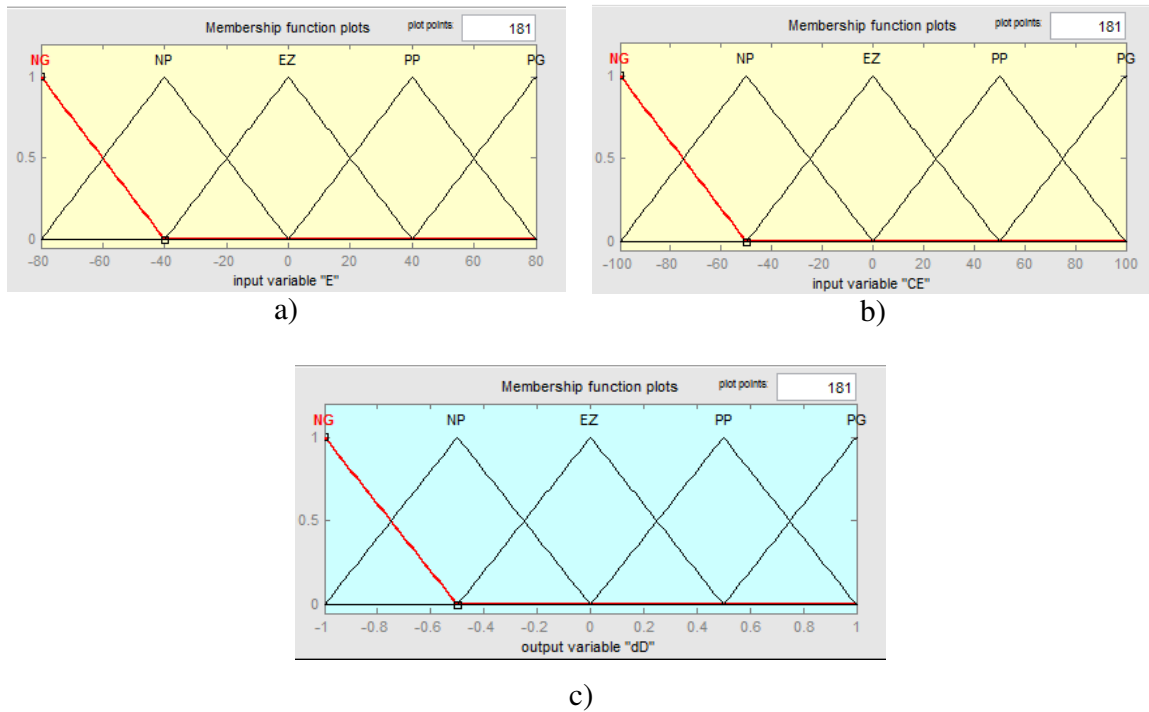 Membership function plots plot points: 181
NG NP EZ PP PG
1
0.5
0
-80 -60 -40 -20 0 20 40 60 80
input variable "E"
a)
Membership function plots plot points: 181
NG NP EZ PP PG
1
0.5
0
-100 -80 -60 -40 -20 0 20 40 60 80 100
input variable "CE"
b)
Membership function plots plot points: 181
NG NP EZ PP PG
1
0.5
0
-1 -0.8 -0.6 -0.4 -0.2 0 0.2 0.4 0.6 0.8 1
output variable "dD"
c)